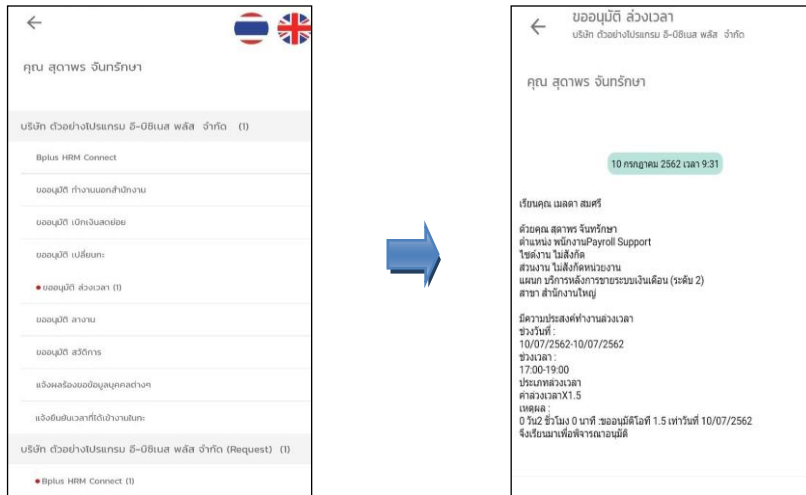 คุณ สุดาพร จันทรักษา
บริษัท ตัวอย่างโปรแกรม อี-บิซิเนส พลัส จำกัด (1)
Bplus HRM Connect
ขออนุมัติ ทำงานนอกสำนักงาน
ขออนุมัติ เบิกเงินสดย่อย
ขออนุมัติ เปลี่ยนกะ
ขออนุมัติ ล่วงเวลา (1)
ขออนุมัติ ลางาน
ขออนุมัติ สวัดิการ
แจ้งผลร้องขอข้อมูลบุคคลต่างๆ
แจ้งยืนยันเวลาที่ได้เข้างานในกะ
บริษัท ตัวอย่างโปรแกรม อี-บิซิเนส พลัส จำกัด (Request) (1)
Bplus HRM Connect (1)
ขออนุมัติ ล่วงเวลา
บริษัท ตัวอย่างโปรแกรม อี-บิซิเนส พลัส จำกัด
คุณ สุดาพร จันทรักษา
10 กรกฎาคม 2562 เวลา 9:31
เรียนคุณ เมลดา สมศรี
ด้วยคุณ สุดาพร จันทรักษา
ตำแหน่ง พนักงานPayroll Support
ไซต์งาน ไม่สังกัด
ส่วนงาน ไม่สังกัดหน่วยงาน
แผนก บริการหลังการขายระบบเงินเดือน (ระดับ 2)
สาขา สำนักงานใหญ่
มีความประสงค์ทำงานล่วงเวลา
ช่วงวันที่ :
10/07/2562-10/07/2562
ช่วงเวลา :
17:00-19:00
ประเภทล่วงเวลา
ค่าล่วงเวลาX1.5
เหตุผล :
0 วัน2 ชั่วโมง 0 นาที :ขออนุมัติโอที 1.5 เท่าวันที่ 10/07/2562
จึงเรียนมาเพื่อพิจารณาอนุมัติ